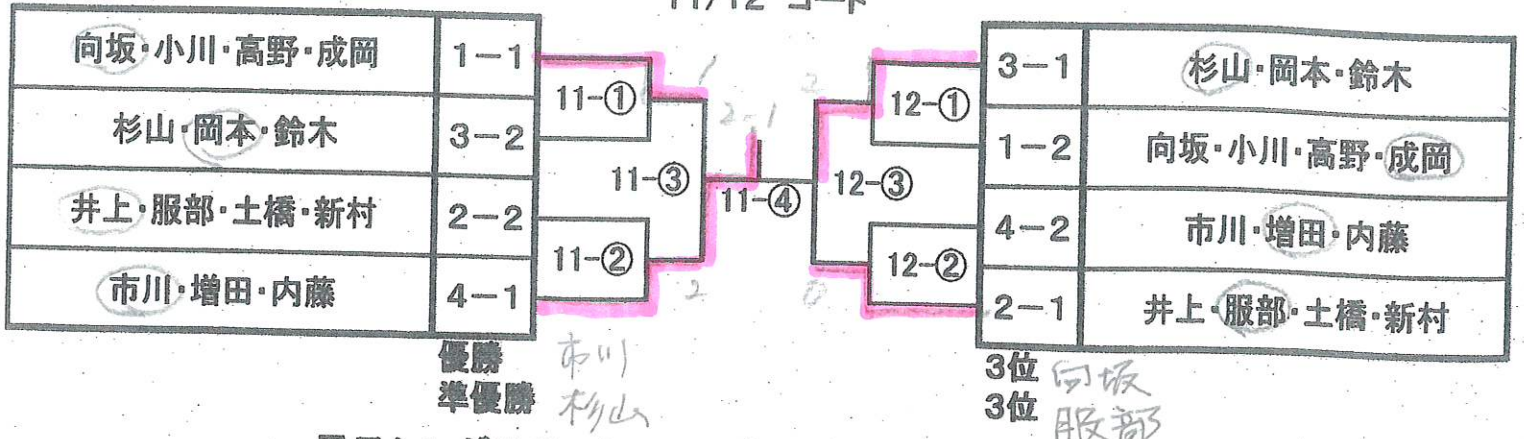 11/12 コート
向坂・小川・高野・成岡 1-1
杉山・岡本・鈴木 3-2
井上・服部・土橋・新村 2-2
市川・増田・内藤 4-1
11-①
11-②
11-③
1
2
2-1
11-④
2
0
12-①
12-③
12-②
3-1 杉山・岡本・鈴木
1-2 向坂・小川・高野・成岡
4-2 市川・増田・内藤
2-1 井上・服部・土橋・新村
優勝 市川
準優勝 杉山
3位 向坂
3位 服部